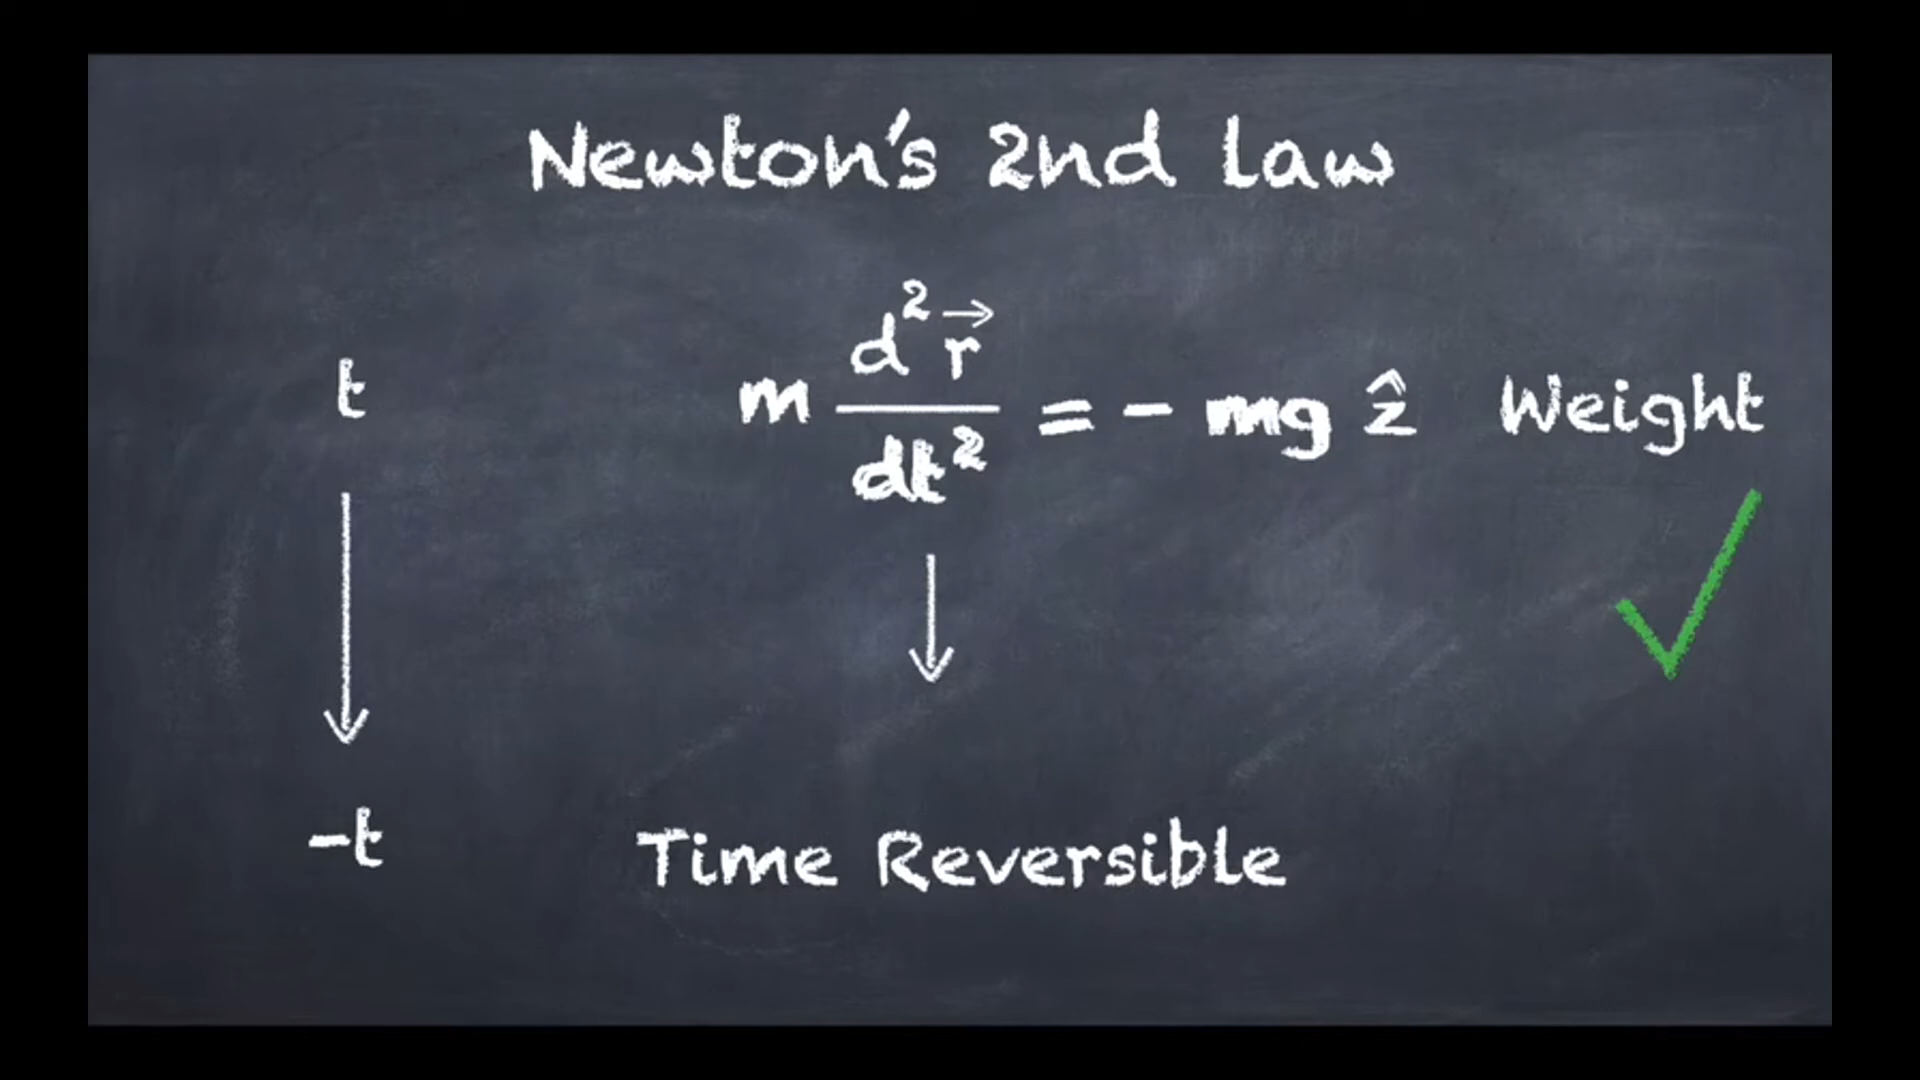 Newton's 2nd law
t
m d²r⃗ / dt² = - mg ẑ Weight
-t
Time Reversible